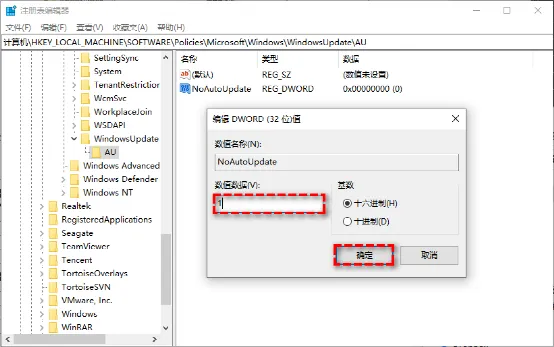 注册表编辑器
文件(F) 编辑(E) 查看(V) 收藏夹(A) 帮助(H)
计算机\HKEY_LOCAL_MACHINE\SOFTWARE\Policies\Microsoft\Windows\WindowsUpdate\AU
SettingSync
System
TenantRestriction
WcmSvc
WorkplaceJoin
WSDAPI
WindowsUpdate
AU
Windows Advanced
Windows Defender
Windows NT
Realtek
RegisteredApplications
Seagate
TeamViewer
Tencent
TortoiseOverlays
TortoiseSVN
VMware, Inc.
Windows
WinRAR
名称 类型 数据
(默认) REG_SZ (数值未设置)
NoAutoUpdate REG_DWORD 0x00000000 (0)
编辑 DWORD (32 位)值
数值名称(N):
NoAutoUpdate
数值数据(V):
1
基数
十六进制(H)
十进制(D)
确定 取消